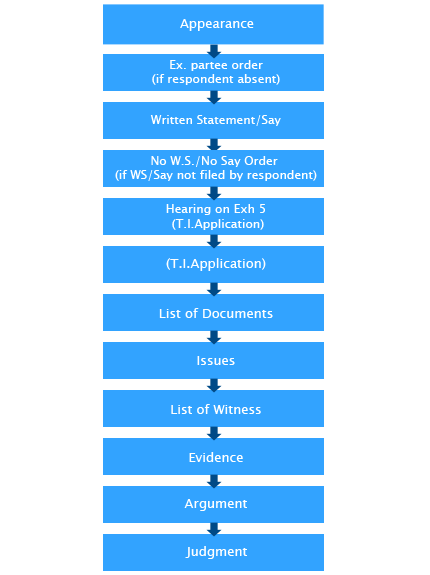 Appearance
Ex. partee order
(if respondent absent)
Written Statement/Say
No W.S./No Say Order
(if WS/Say not filed by respondent)
Hearing on Exh 5
(T.I.Application)
(T.I.Application)
List of Documents
Issues
List of Witness
Evidence
Argument
Judgment